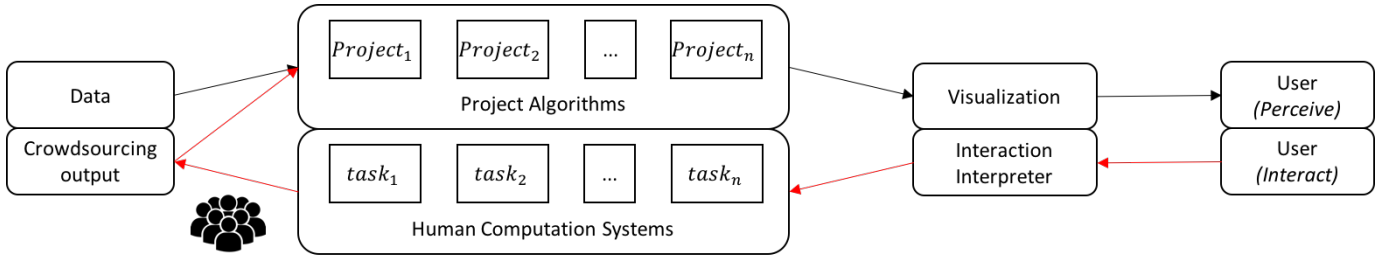 Project₁ Project₂ ... Projectₙ
Project Algorithms
Data
Crowdsourcing
output
task₁ task₂ ... taskₙ
Human Computation Systems
Visualization
Interaction
Interpreter
User
(Perceive)
User
(Interact)